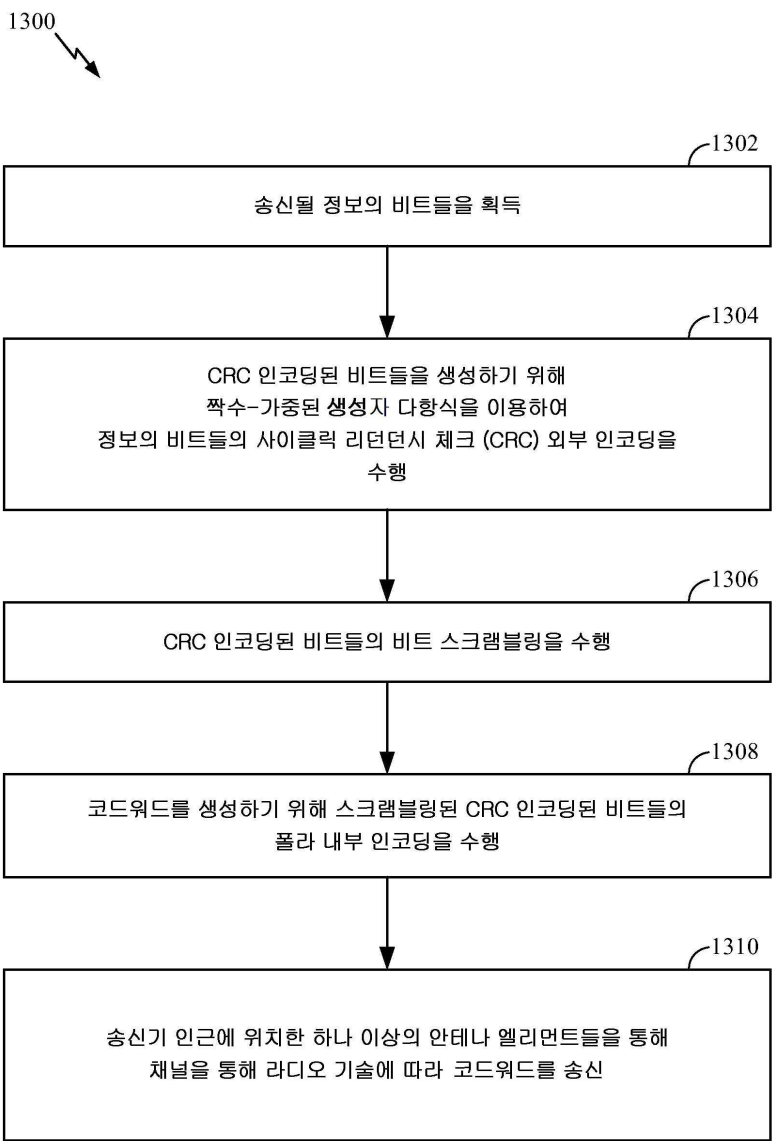 1300
1302
송신될 정보의 비트들을 획득
1304
CRC 인코딩된 비트들을 생성하기 위해
짝수-가중된 생성자 다항식을 이용하여
정보의 비트들의 사이클릭 리던던시 체크 (CRC) 외부 인코딩을
수행
1306
CRC 인코딩된 비트들의 비트 스크램블링을 수행
1308
코드워드를 생성하기 위해 스크램블링된 CRC 인코딩된 비트들의
폴라 내부 인코딩을 수행
1310
송신기 인근에 위치한 하나 이상의 안테나 엘리먼트들을 통해
채널을 통해 라디오 기술에 따라 코드워드를 송신